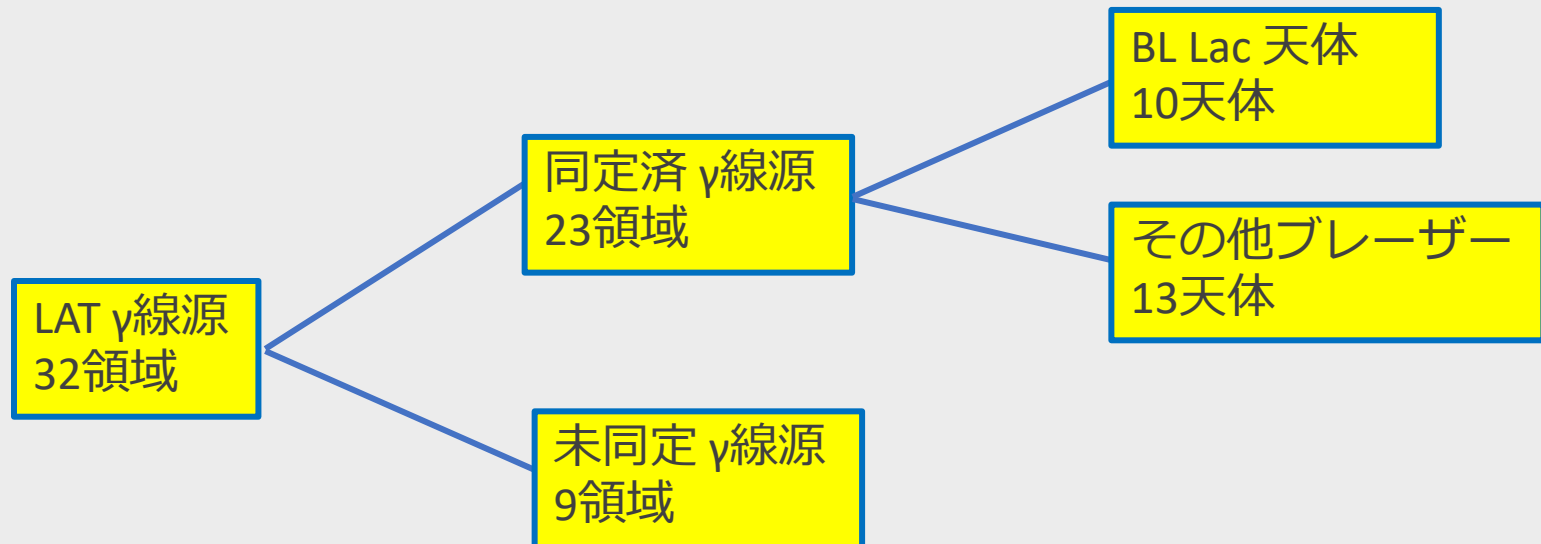 BL Lac 天体
10天体
同定済 γ線源
23領域
その他ブレーザー
13天体
LAT γ線源
32領域
未同定 γ線源
9領域